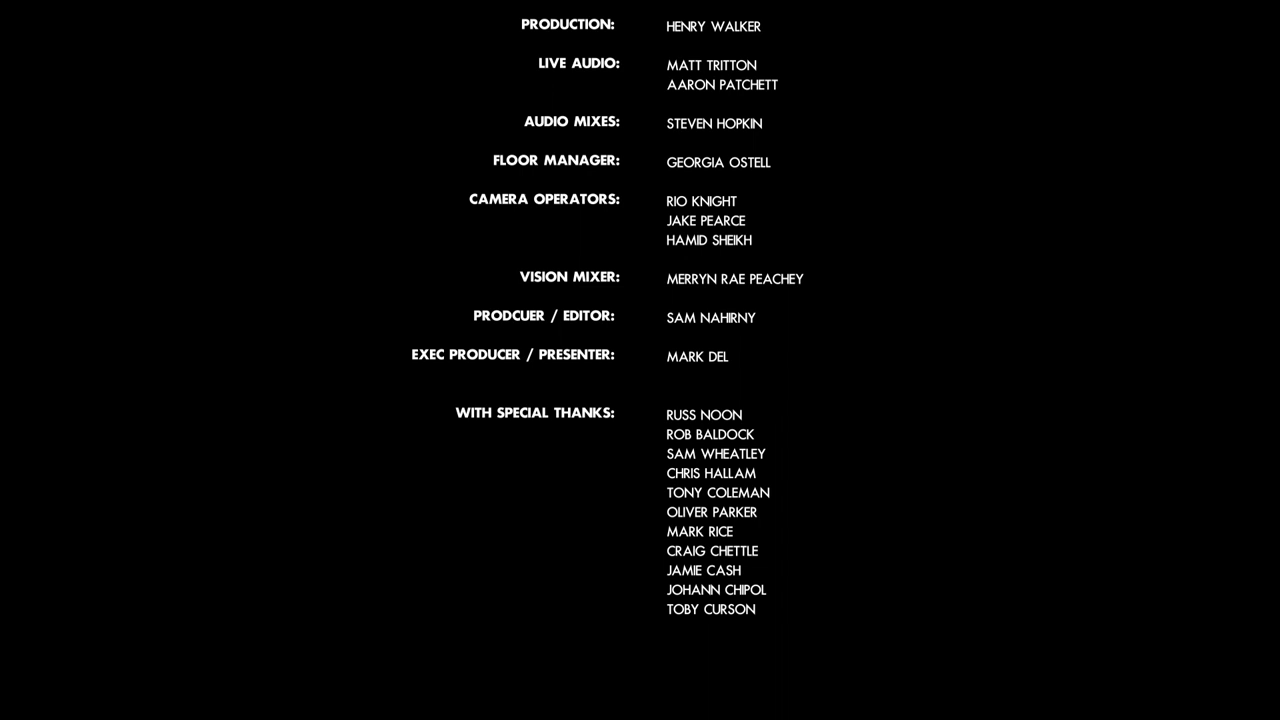 PRODUCTION: HENRY WALKER
LIVE AUDIO: MATT TRITTON
AARON PATCHETT
AUDIO MIXES: STEVEN HOPKIN
FLOOR MANAGER: GEORGIA OSTELL
CAMERA OPERATORS: RIO KNIGHT
JAKE PEARCE
HAMID SHEIKH
VISION MIXER: MERRYN RAE PEACHEY
PRODCUER / EDITOR: SAM NAHIRNY
EXEC PRODUCER / PRESENTER: MARK DEL
WITH SPECIAL THANKS: RUSS NOON
ROB BALDOCK
SAM WHEATLEY
CHRIS HALLAM
TONY COLEMAN
OLIVER PARKER
MARK RICE
CRAIG CHETTLE
JAMIE CASH
JOHANN CHIPOL
TOBY CURSON